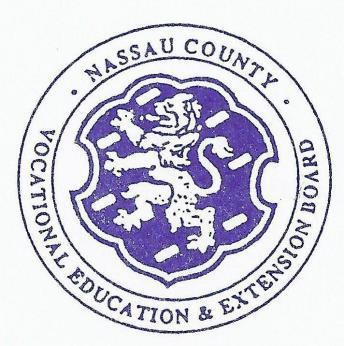 · NASSAU COUNTY ·
VOCATIONAL EDUCATION & EXTENSION BOARD